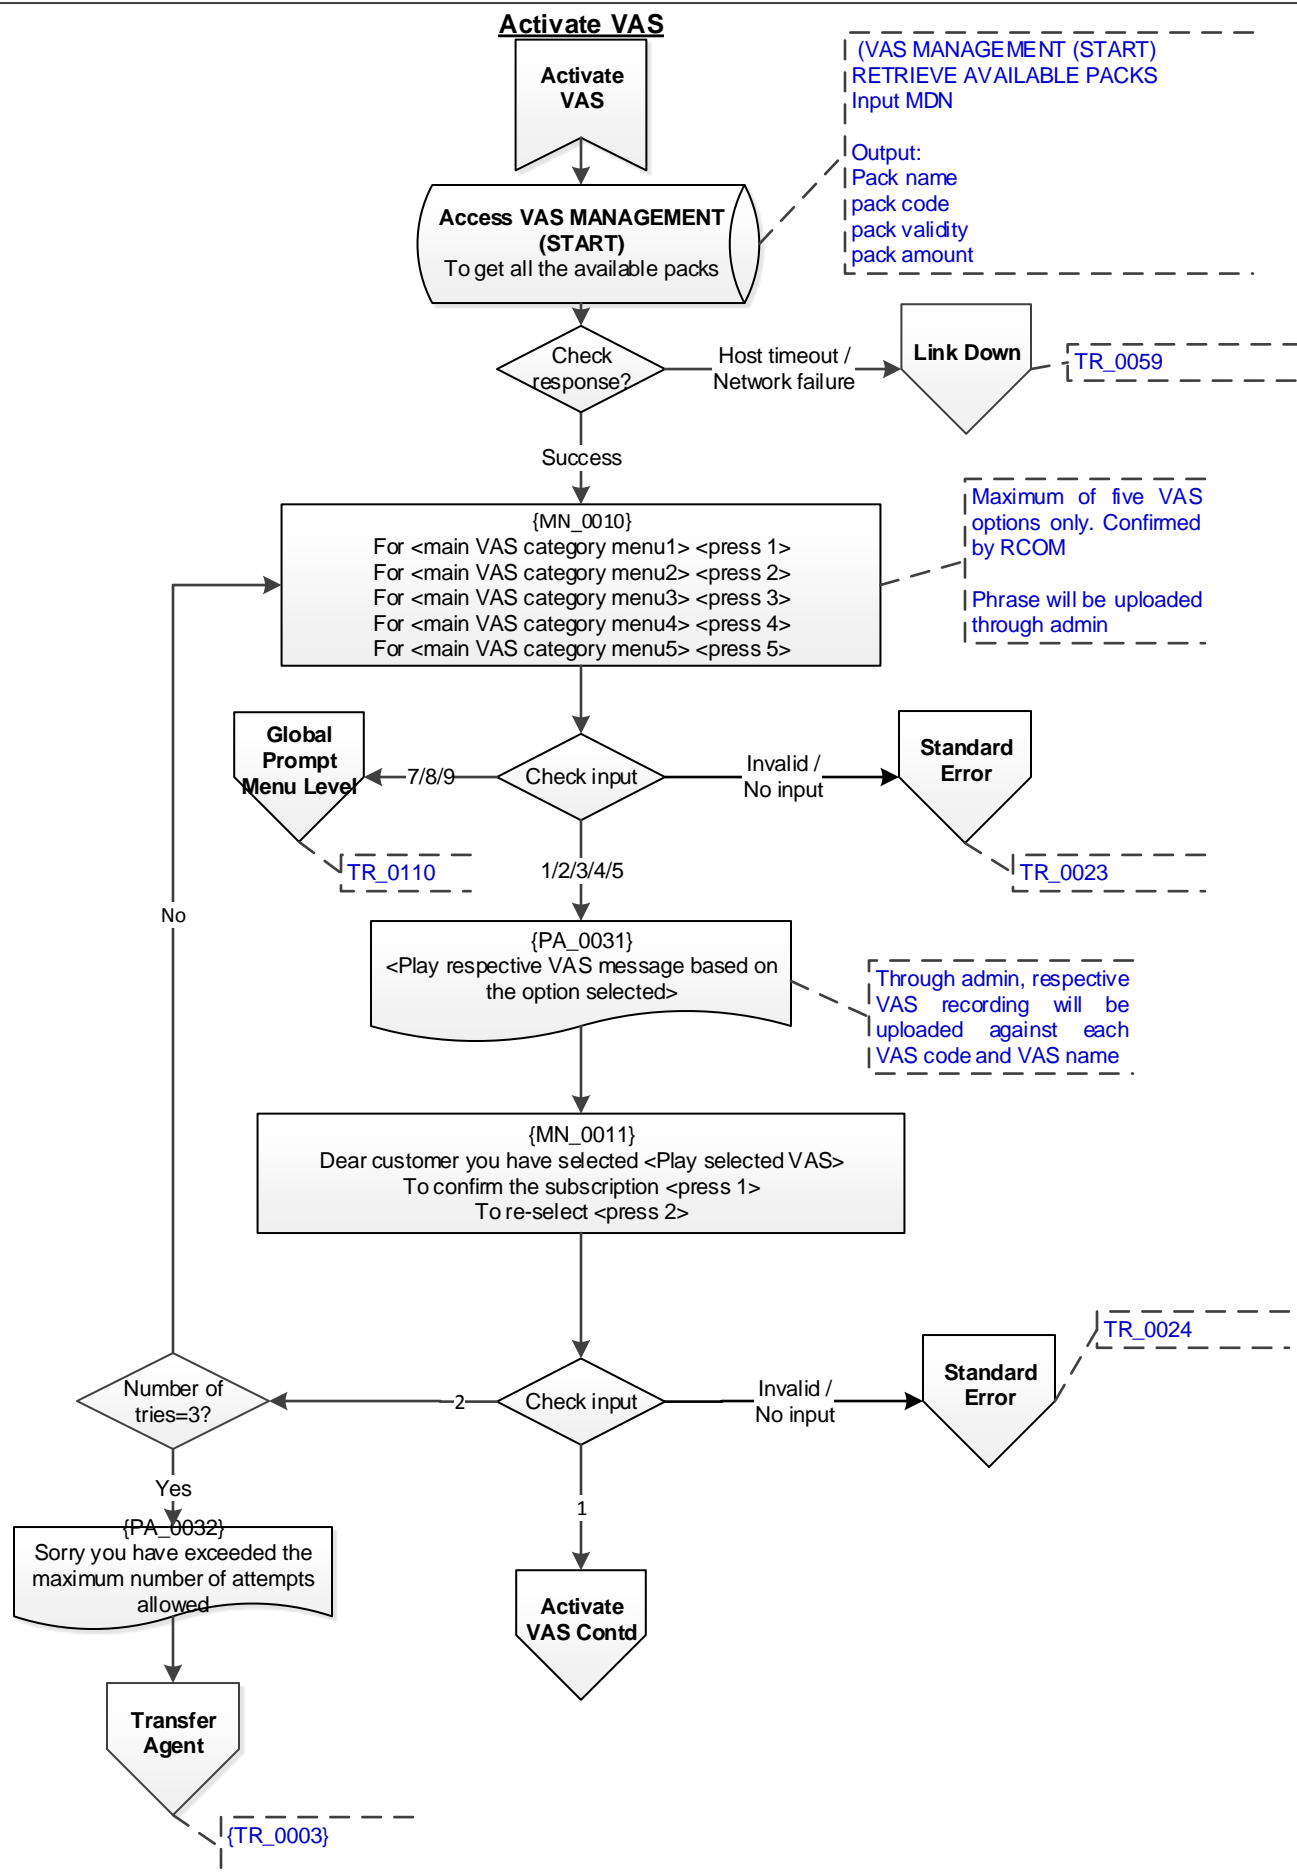 Activate VAS
Activate
VAS
(VAS MANAGEMENT (START)
RETRIEVE AVAILABLE PACKS
Input MDN
Output:
Pack name
pack code
pack validity
pack amount
Access VAS MANAGEMENT
(START)
To get all the available packs
Check
response?
Host timeout /
Network failure
Link Down
TR_0059
Success
{MN_0010}
For <main VAS category menu1> <press 1>
For <main VAS category menu2> <press 2>
For <main VAS category menu3> <press 3>
For <main VAS category menu4> <press 4>
For <main VAS category menu5> <press 5>
Maximum of five VAS
options only. Confirmed
by RCOM
Phrase will be uploaded
through admin
Global
Prompt
Menu Level
7/8/9
Check input
Invalid /
No input
Standard
Error
TR_0110
1/2/3/4/5
TR_0023
No
{PA_0031}
<Play respective VAS message based on
the option selected>
Through admin, respective
VAS recording will be
uploaded against each
VAS code and VAS name
{MN_0011}
Dear customer you have selected <Play selected VAS>
To confirm the subscription <press 1>
To re-select <press 2>
TR_0024
Number of
tries=3?
2
Check input
Invalid /
No input
Standard
Error
Yes
1
{PA_0032}
Sorry you have exceeded the
maximum number of attempts
allowed
Activate
VAS Contd
Transfer
Agent
{TR_0003}